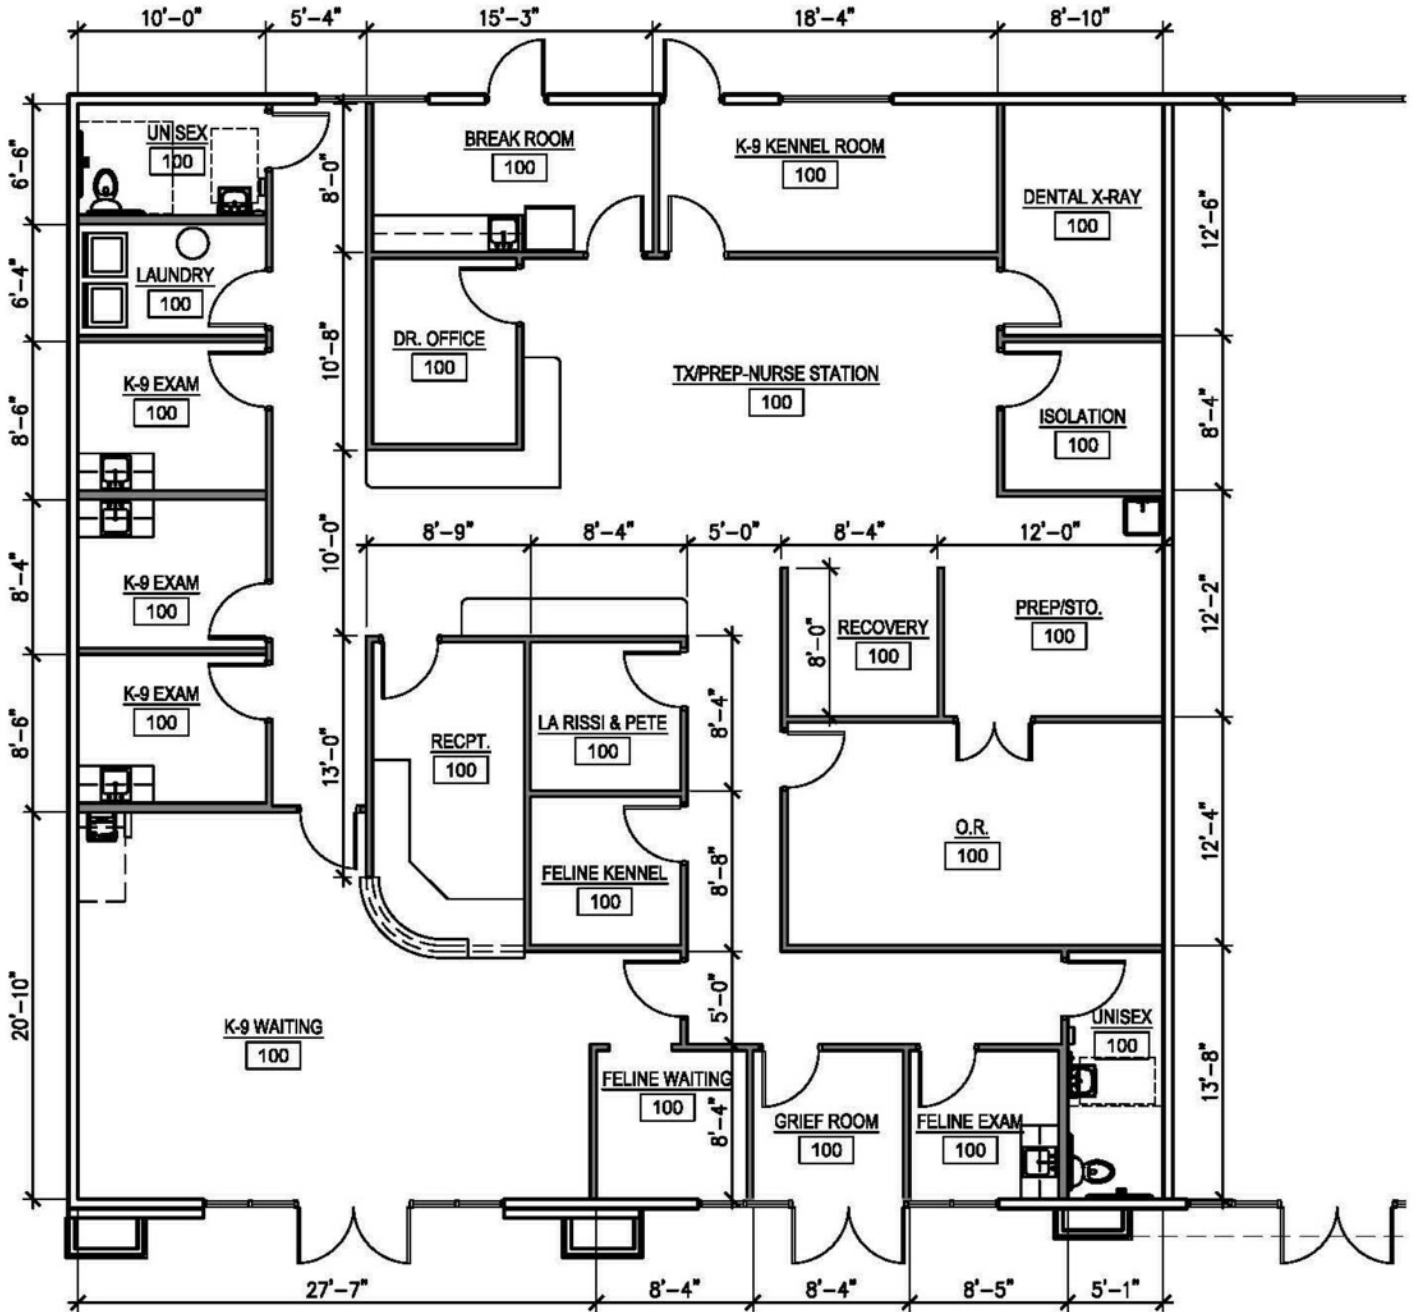 10'-0" 5'-4" 15'-3" 18'-4" 8'-10"
UNISEX
100
6'-6"
8'-0"
BREAK ROOM
100
K-9 KENNEL ROOM
100
DENTAL X-RAY
100
12'-6"
LAUNDRY
100
6'-4"
DR. OFFICE
100
10'-8"
TX/PREP-NURSE STATION
100
K-9 EXAM
100
8'-6"
ISOLATION
100
8'-4"
8'-9" 8'-4" 5'-0" 8'-4" 12'-0"
10'-0"
K-9 EXAM
100
8'-4"
8'-0"
RECOVERY
100
PREP/STO.
100
12'-2"
K-9 EXAM
100
8'-6"
13'-0"
RECPT.
100
LA RISSI & PETE
100
8'-4"
O.R.
100
12'-4"
FELINE KENNEL
100
8'-8"
K-9 WAITING
100
20'-10"
5'-0"
UNISEX
100
13'-8"
FELINE WAITING
100
8'-4"
GRIEF ROOM
100
FELINE EXAM
100
27'-7" 8'-4" 8'-4" 8'-5" 5'-1"